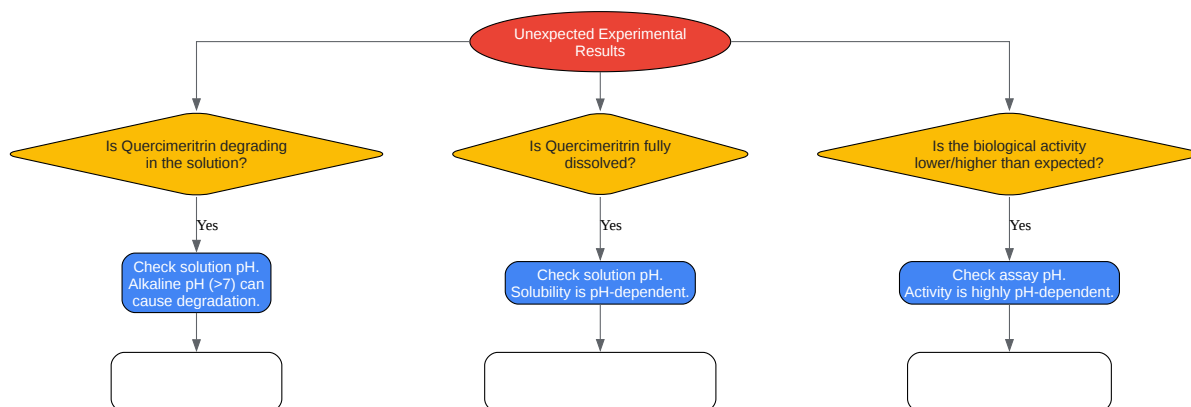 Unexpected Experimental
Results
Is Quercimeritrin degrading
in the solution?
Is Quercimeritrin fully
dissolved?
Is the biological activity
lower/higher than expected?
Yes
Yes
Yes
Check solution pH.
Alkaline pH (>7) can
cause degradation.
Check solution pH.
Solubility is pH-dependent.
Check assay pH.
Activity is highly pH-dependent.